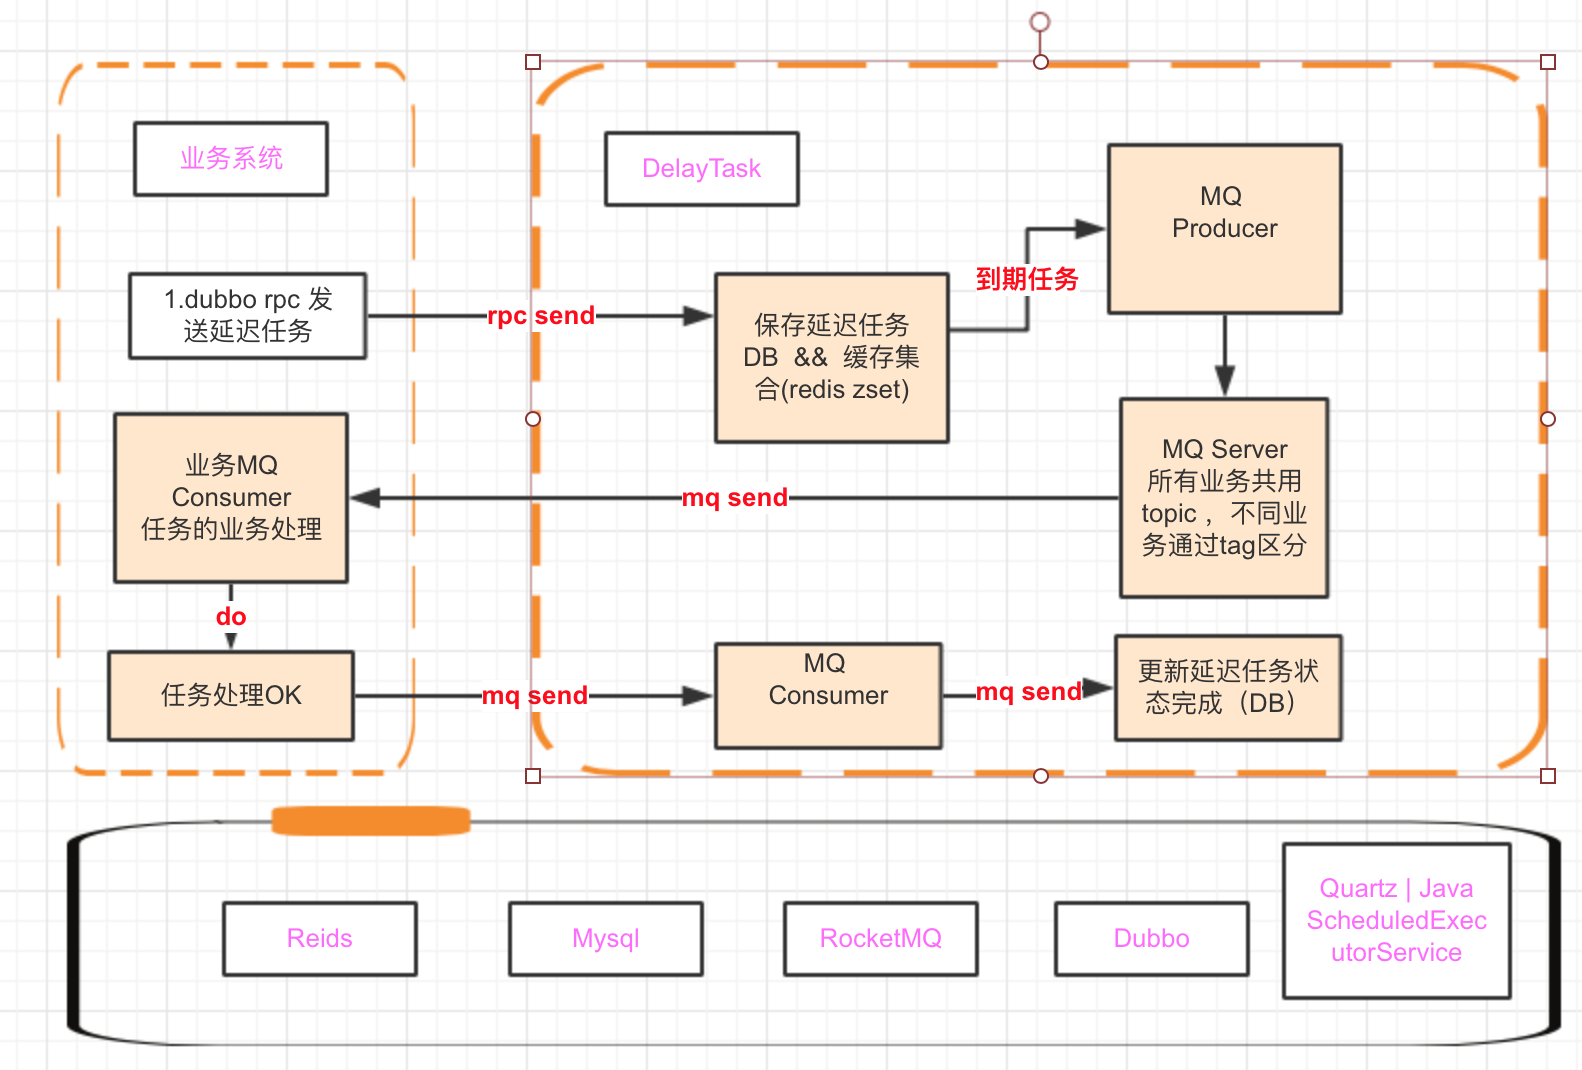 业务系统
DelayTask
MQ
Producer
1.dubbo rpc 发
送延迟任务
rpc send
保存延迟任务
DB && 缓存集
合(redis zset)
到期任务
业务MQ
Consumer
任务的业务处理
mq send
MQ Server
所有业务共用
topic ，不同业
务通过tag区分
do
任务处理OK
mq send
MQ
Consumer
mq send
更新延迟任务状
态完成（DB）
Reids
Mysql
RocketMQ
Dubbo
Quartz | Java
ScheduledExec
utorService